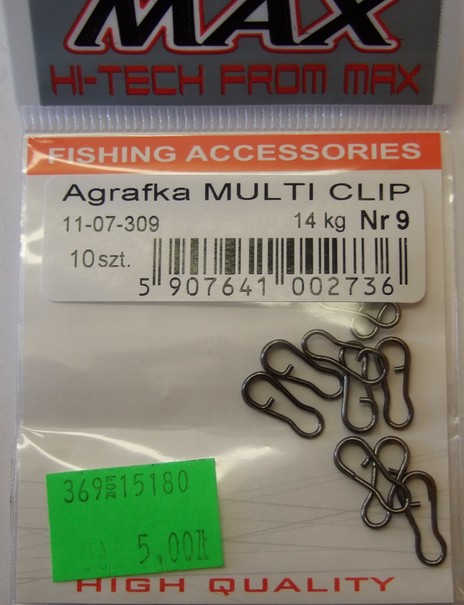 MAX
HI-TECH FROM MAX
FISHING ACCESSORIES
Agrafka MULTI CLIP
11-07-309 14 kg Nr 9
10 szt.
5 907641 002736
369 FOR 15180
5,00Zł
HIGH QUALITY